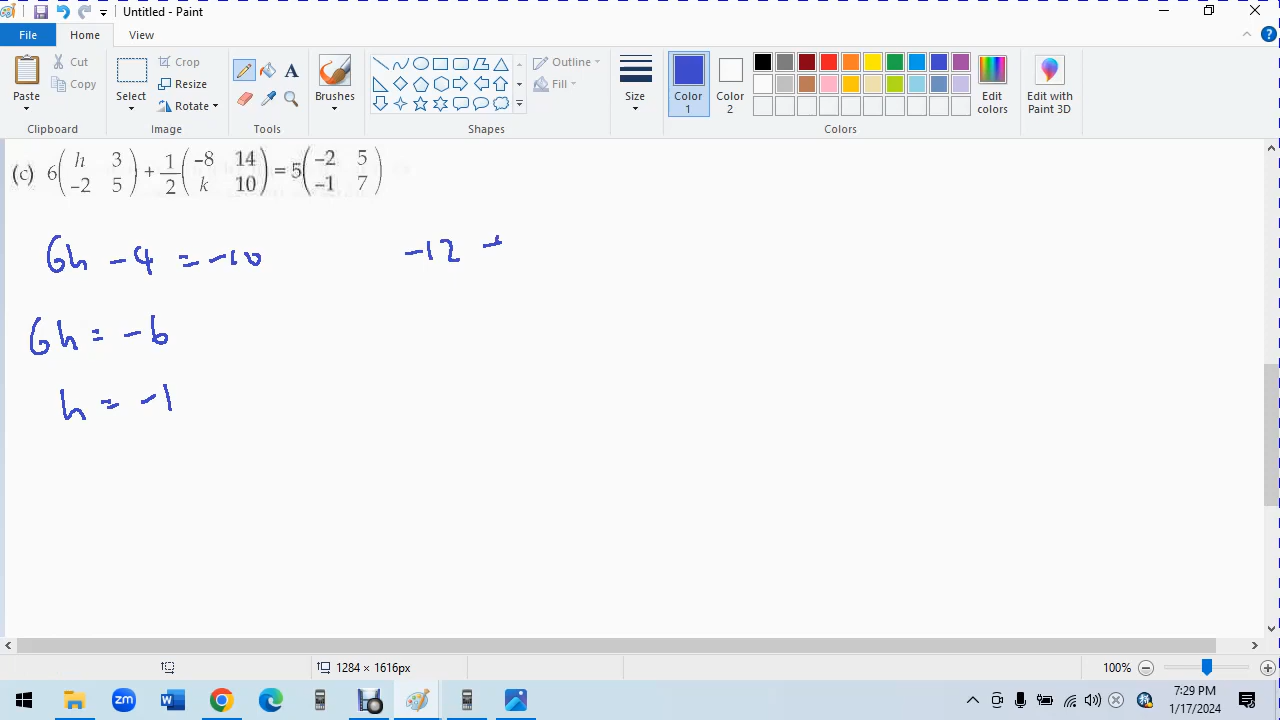 Untitled - Paint
File Home View
Paste Cut Copy Clipboard
Select Crop Resize Rotate Image
A Tools
Brushes
Outline Fill Shapes
Size
Color 1 Color 2 Edit colors Colors
Edit with Paint 3D
(c) 6(h 3 -2 5) + 1/2(-8 14 k 10) = 5(-2 5 -1 7)
6h - 4 = -10 -12 +
6h = -6
h = -1
1284 × 1616px 100%
zm W 7:29 PM
1/17/2024